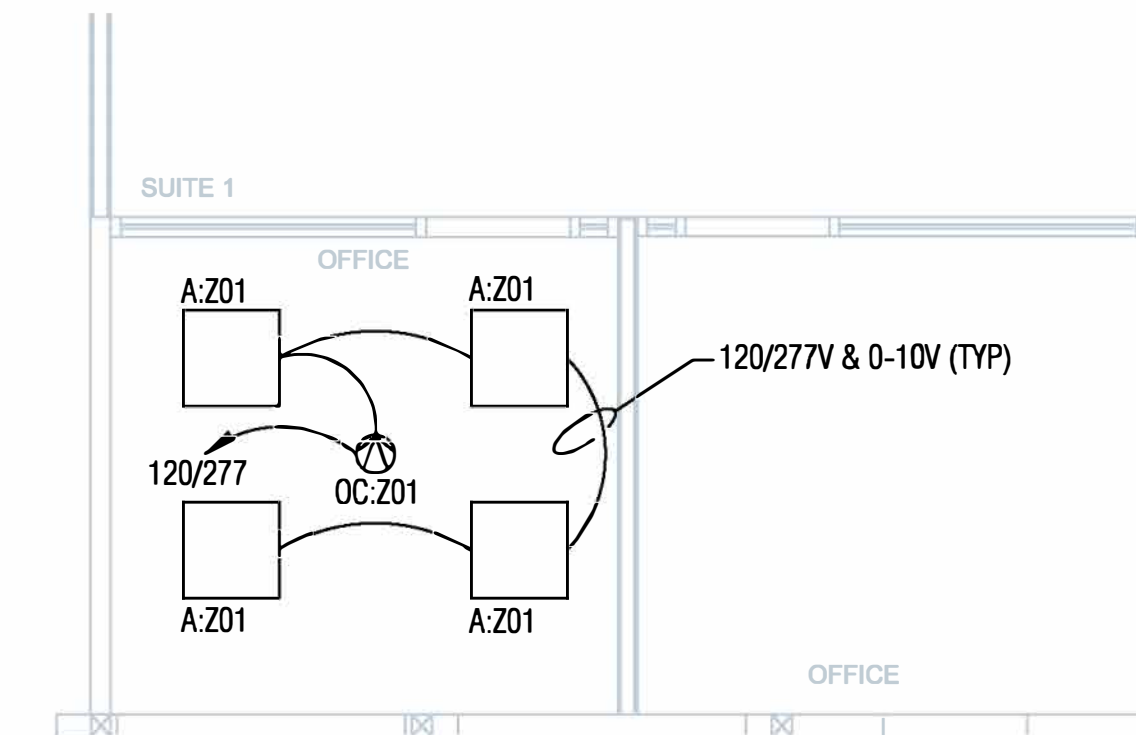 SUITE 1
OFFICE
A:Z01
A:Z01
120/277V & 0-10V (TYP)
120/277
OC:Z01
A:Z01
A:Z01
OFFICE